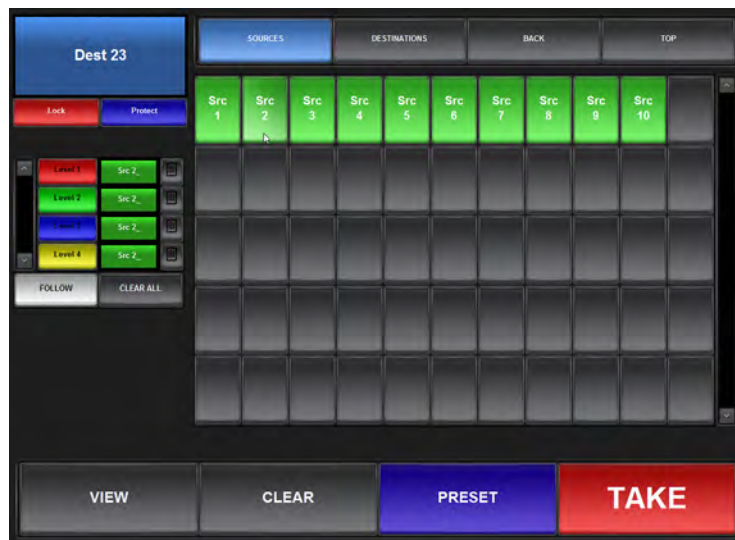 Dest 23
SOURCES
DESTINATIONS
BACK
TOP
Lock
Protect
Src 1
Src 2
Src 3
Src 4
Src 5
Src 6
Src 7
Src 8
Src 9
Src 10
Level 1
Src 2_
Level 2
Src 2_
Level 3
Src 2_
Level 4
Src 2_
FOLLOW
CLEAR ALL
VIEW
CLEAR
PRESET
TAKE